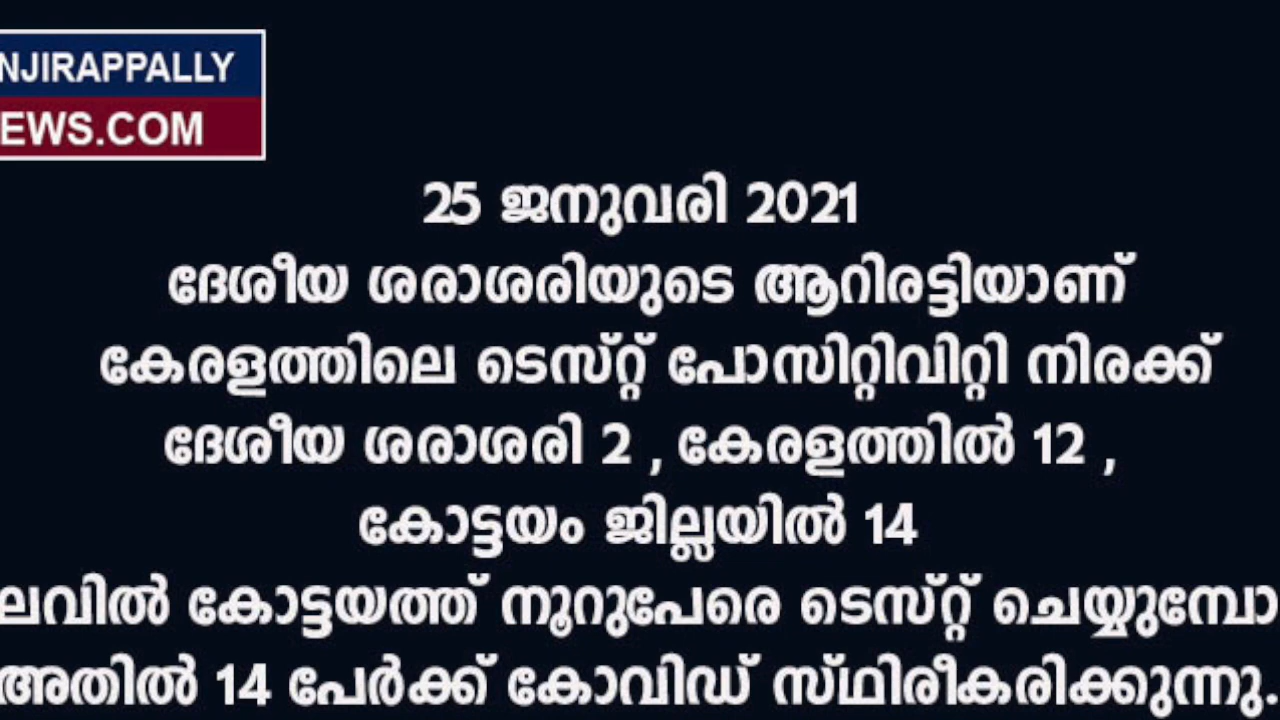 NJIRAPPALLY
EWS.COM
25 ജനുവരി 2021
ദേശീയ ശരാശരിയുടെ ആറിരട്ടിയാണ്
കേരളത്തിലെ ടെസ്റ്റ് പോസിറ്റിവിറ്റി നിരക്ക്
ദേശീയ ശരാശരി 2 , കേരളത്തിൽ 12 ,
കോട്ടയം ജില്ലയിൽ 14
ലവിൽ കോട്ടയത്ത് നൂറുപേരെ ടെസ്റ്റ് ചെയ്യുമ്പോ
അതിൽ 14 പേർക്ക് കോവിഡ് സ്ഥിരീകരിക്കുന്നു.